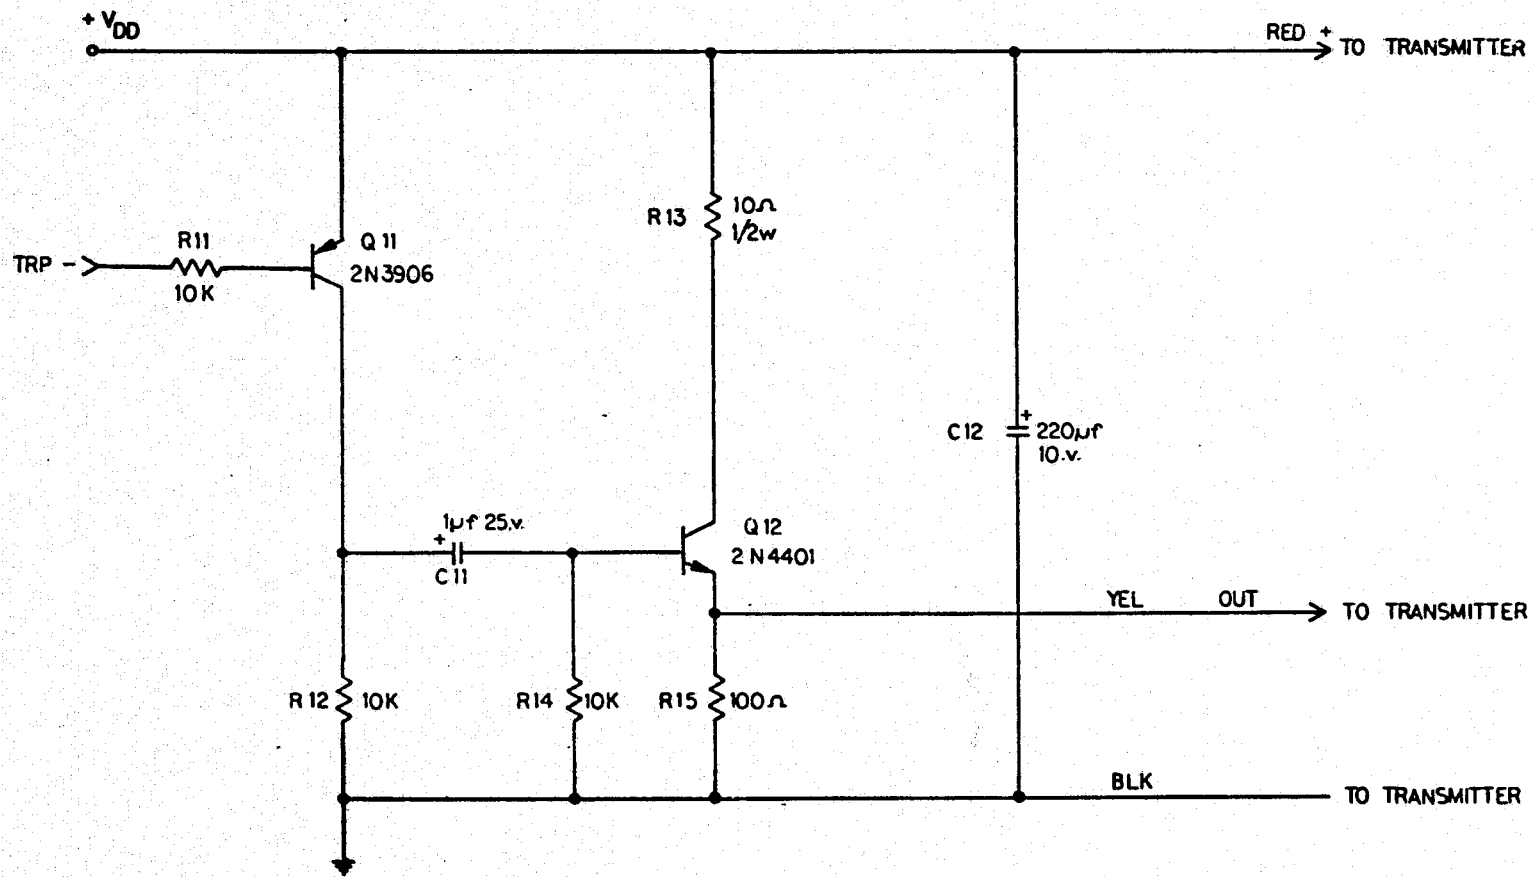 + VDD
RED +
TO TRANSMITTER
R13
10Ω
1/2w
R11
Q11
TRP -
2N3906
10K
+
C12
220µf
10.v.
1µf 25.v.
+
Q12
C11
2N4401
YEL
OUT
TO TRANSMITTER
R12
10K
R14
10K
R15
100Ω
BLK
TO TRANSMITTER